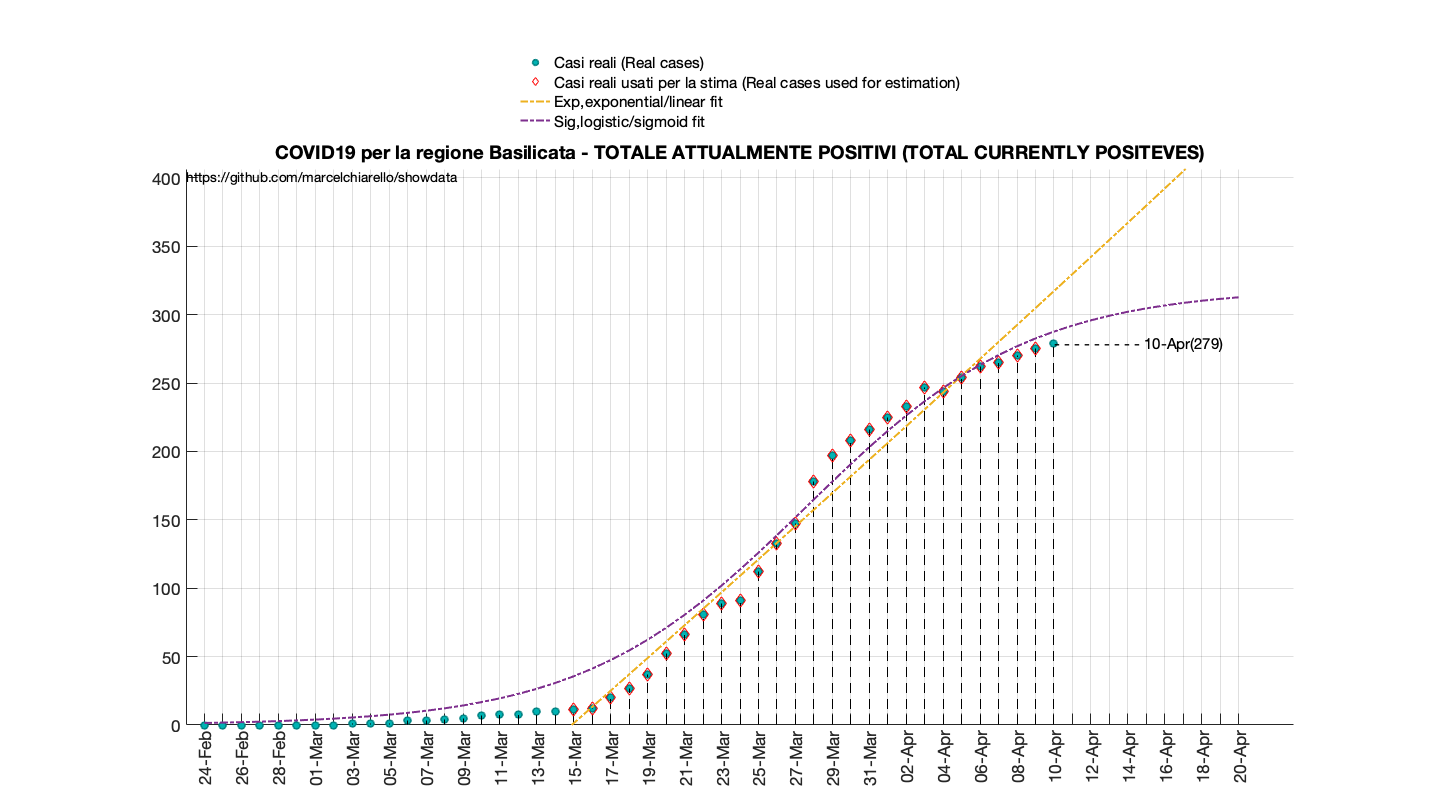 Casi reali (Real cases)
Casi reali usati per la stima (Real cases used for estimation)
Exp,exponential/linear fit
Sig,logistic/sigmoid fit
COVID19 per la regione Basilicata - TOTALE ATTUALMENTE POSITIVI (TOTAL CURRENTLY POSITEVES)
https://github.com/marcelchiarello/showdata
400
350
300
250
200
150
100
50
0
10-Apr(279)
24-Feb
26-Feb
28-Feb
01-Mar
03-Mar
05-Mar
07-Mar
09-Mar
11-Mar
13-Mar
15-Mar
17-Mar
19-Mar
21-Mar
23-Mar
25-Mar
27-Mar
29-Mar
31-Mar
02-Apr
04-Apr
06-Apr
08-Apr
10-Apr
12-Apr
14-Apr
16-Apr
18-Apr
20-Apr